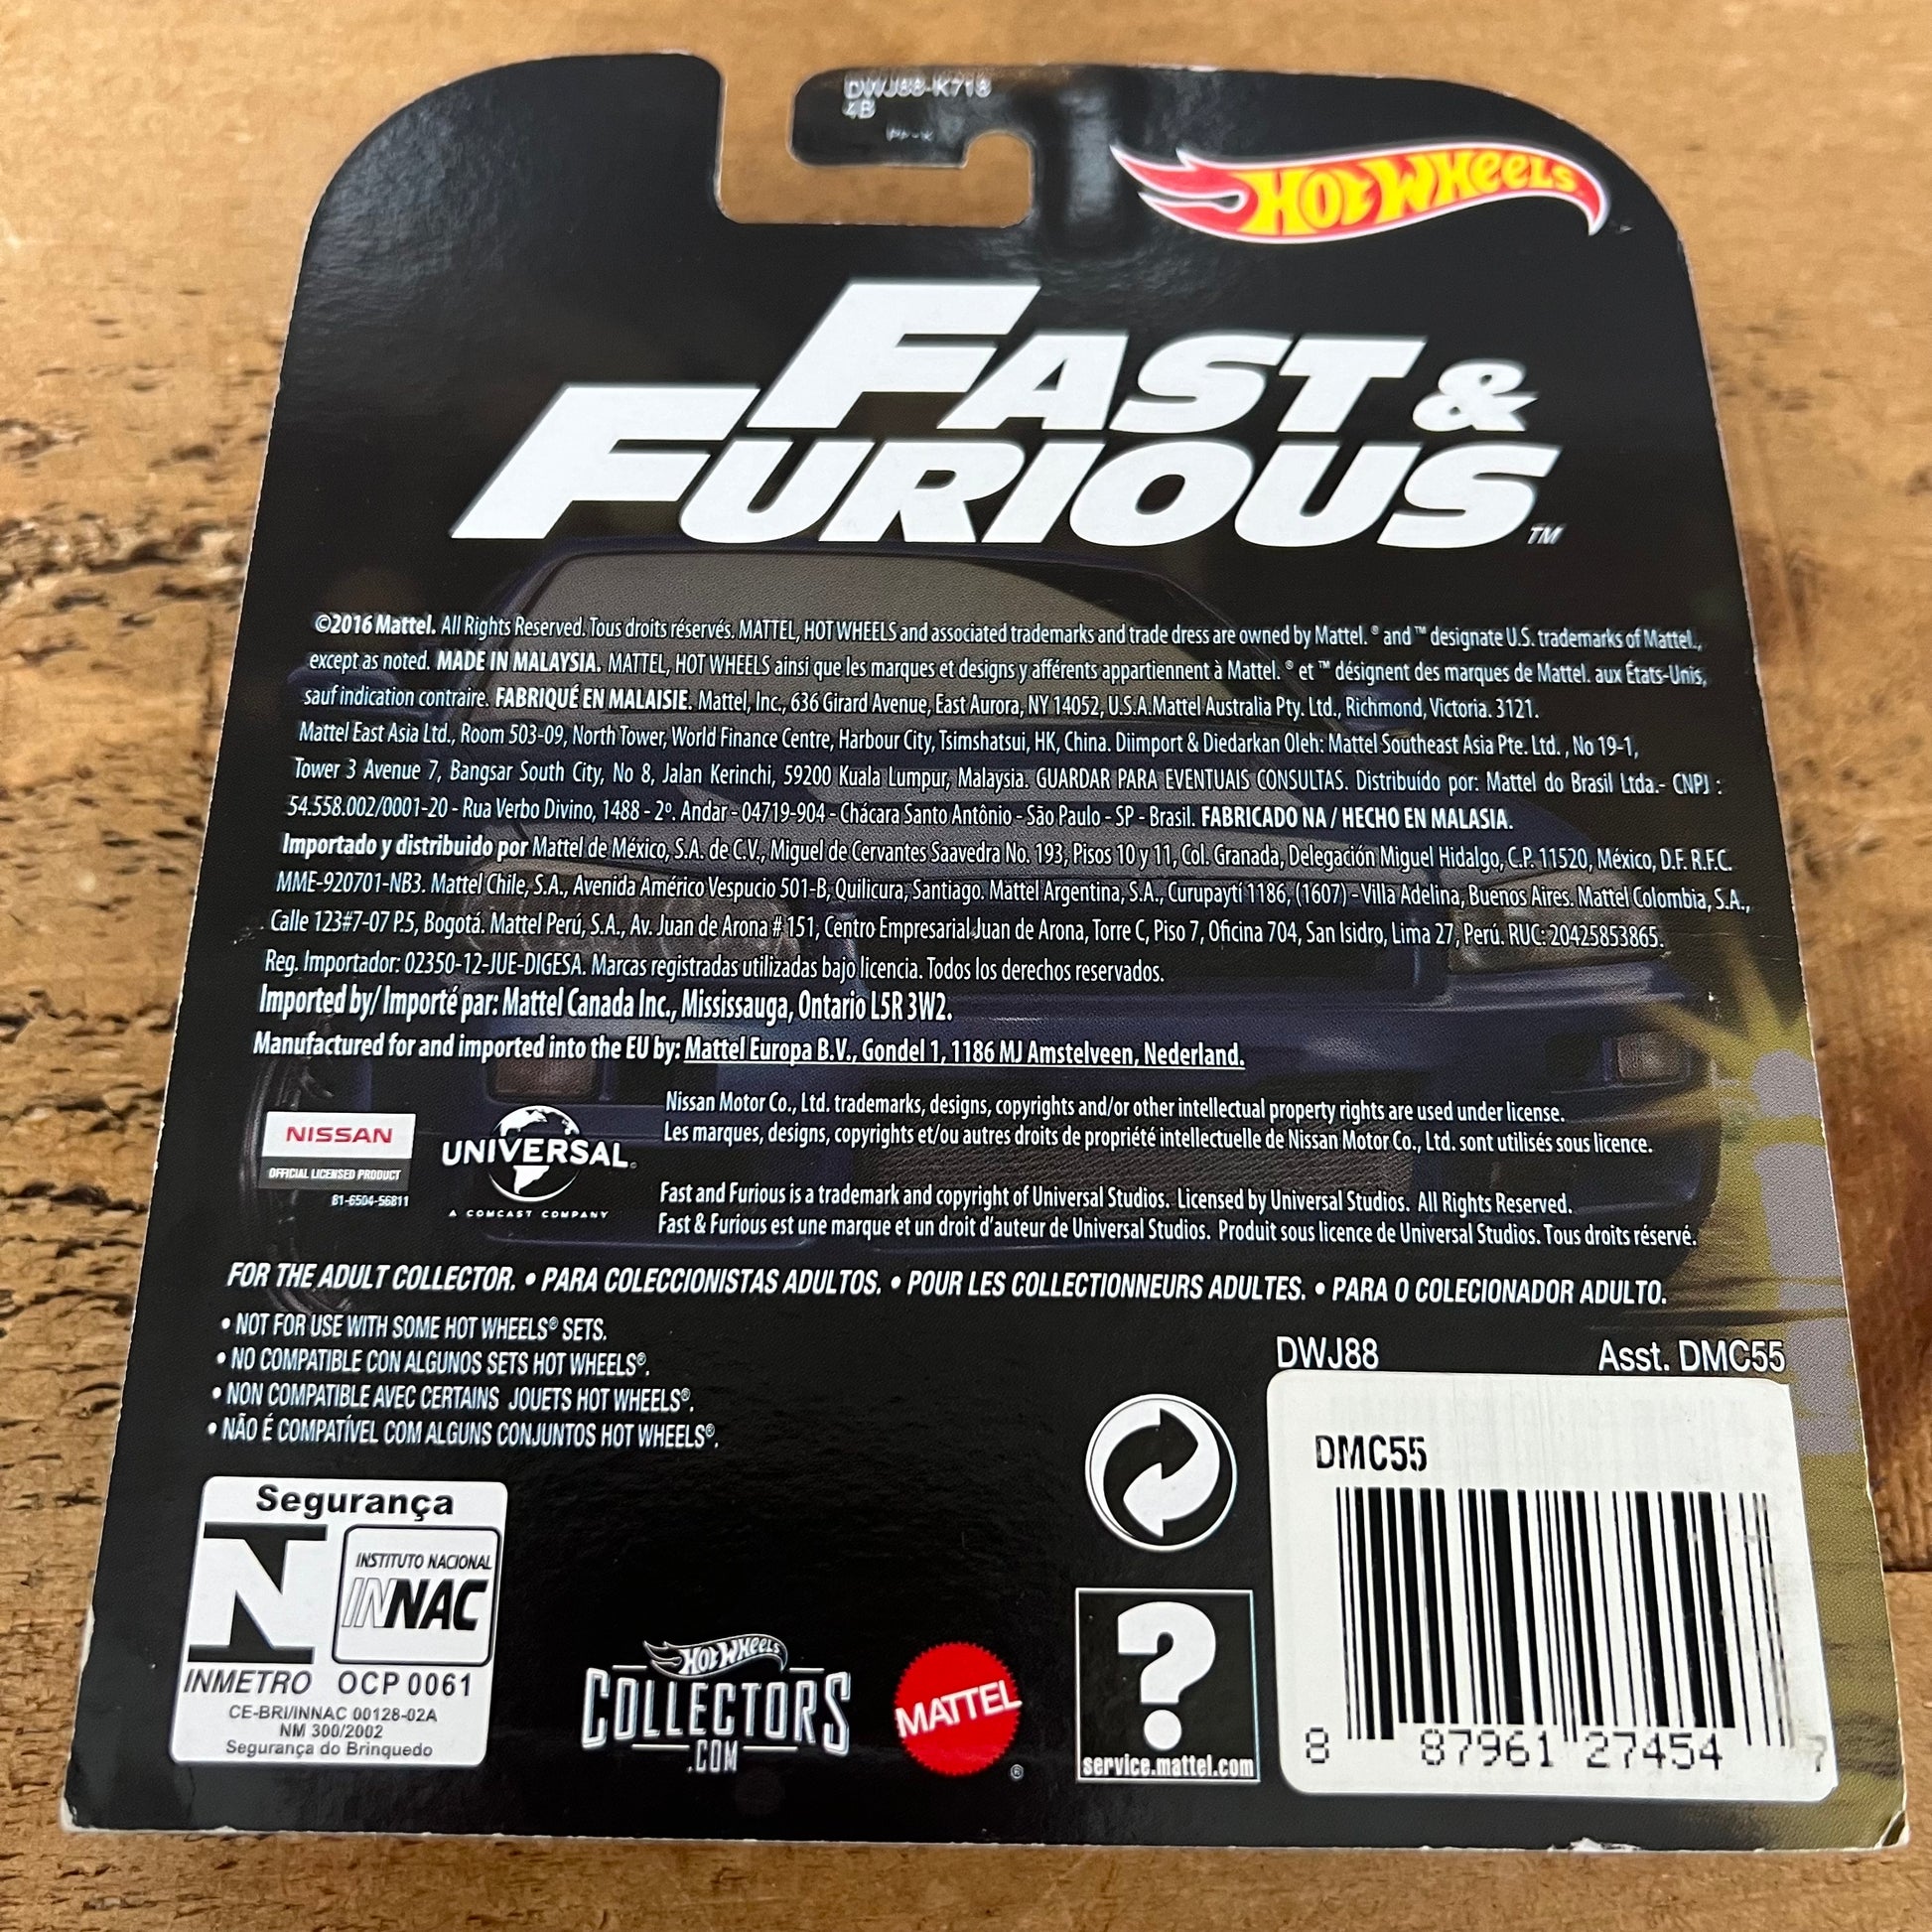 DWJ88-K718
4B
HOT WHEELS
FAST &
FURIOUS™
©2016 Mattel. All Rights Reserved. Tous droits réservés. MATTEL, HOT WHEELS and associated trademarks and trade dress are owned by Mattel. ® and ™ designate U.S. trademarks of Mattel.,
except as noted. MADE IN MALAYSIA. MATTEL, HOT WHEELS ainsi que les marques et designs y afférents appartiennent à Mattel. ® et ™ désignent des marques de Mattel. aux États-Unis,
sauf indication contraire. FABRIQUÉ EN MALAISIE. Mattel, Inc., 636 Girard Avenue, East Aurora, NY 14052, U.S.A.Mattel Australia Pty. Ltd., Richmond, Victoria. 3121.
Mattel East Asia Ltd., Room 503-09, North Tower, World Finance Centre, Harbour City, Tsimshatsui, HK, China. Diimport & Diedarkan Oleh: Mattel Southeast Asia Pte. Ltd. , No 19-1,
Tower 3 Avenue 7, Bangsar South City, No 8, Jalan Kerinchi, 59200 Kuala Lumpur, Malaysia. GUARDAR PARA EVENTUAIS CONSULTAS. Distribuído por: Mattel do Brasil Ltda.- CNPJ :
54.558.002/0001-20 - Rua Verbo Divino, 1488 - 2º. Andar - 04719-904 - Chácara Santo Antônio - São Paulo - SP - Brasil. FABRICADO NA / HECHO EN MALASIA.
Importado y distribuido por Mattel de México, S.A. de C.V., Miguel de Cervantes Saavedra No. 193, Pisos 10 y 11, Col. Granada, Delegación Miguel Hidalgo, C.P. 11520, México, D.F. R.F.C.
MME-920701-NB3. Mattel Chile, S.A., Avenida Américo Vespucio 501-B, Quilicura, Santiago. Mattel Argentina, S.A., Curupaytí 1186, (1607) - Villa Adelina, Buenos Aires. Mattel Colombia, S.A.,
Calle 123#7-07 P.5, Bogotá. Mattel Perú, S.A., Av. Juan de Arona # 151, Centro Empresarial Juan de Arona, Torre C, Piso 7, Oficina 704, San Isidro, Lima 27, Perú. RUC: 20425853865.
Reg. Importador: 02350-12-JUE-DIGESA. Marcas registradas utilizadas bajo licencia. Todos los derechos reservados.
Imported by/ Importé par: Mattel Canada Inc., Mississauga, Ontario L5R 3W2.
Manufactured for and imported into the EU by: Mattel Europa B.V., Gondel 1, 1186 MJ Amstelveen, Nederland.
NISSAN
OFFICIAL LICENSED PRODUCT
81-6504-56811
UNIVERSAL
A COMCAST COMPANY
Nissan Motor Co., Ltd. trademarks, designs, copyrights and/or other intellectual property rights are used under license.
Les marques, designs, copyrights et/ou autres droits de propriété intellectuelle de Nissan Motor Co., Ltd. sont utilisés sous licence.
Fast and Furious is a trademark and copyright of Universal Studios. Licensed by Universal Studios. All Rights Reserved.
Fast & Furious est une marque et un droit d'auteur de Universal Studios. Produit sous licence de Universal Studios. Tous droits réservé.
FOR THE ADULT COLLECTOR. • PARA COLECCIONISTAS ADULTOS. • POUR LES COLLECTIONNEURS ADULTES. • PARA O COLECIONADOR ADULTO.
• NOT FOR USE WITH SOME HOT WHEELS® SETS.
• NO COMPATIBLE CON ALGUNOS SETS HOT WHEELS®.
• NON COMPATIBLE AVEC CERTAINS JOUETS HOT WHEELS®.
• NÃO É COMPATÍVEL COM ALGUNS CONJUNTOS HOT WHEELS®.
DWJ88 Asst. DMC55
DMC55
8 87961 27454 7
Segurança
N
INSTITUTO NACIONAL
INNAC
INMETRO OCP 0061
CE-BRI/INNAC 00128-02A
NM 300/2002
Segurança do Brinquedo
HOT WHEELS
COLLECTORS
.COM
MATTEL
®
?
service.mattel.com